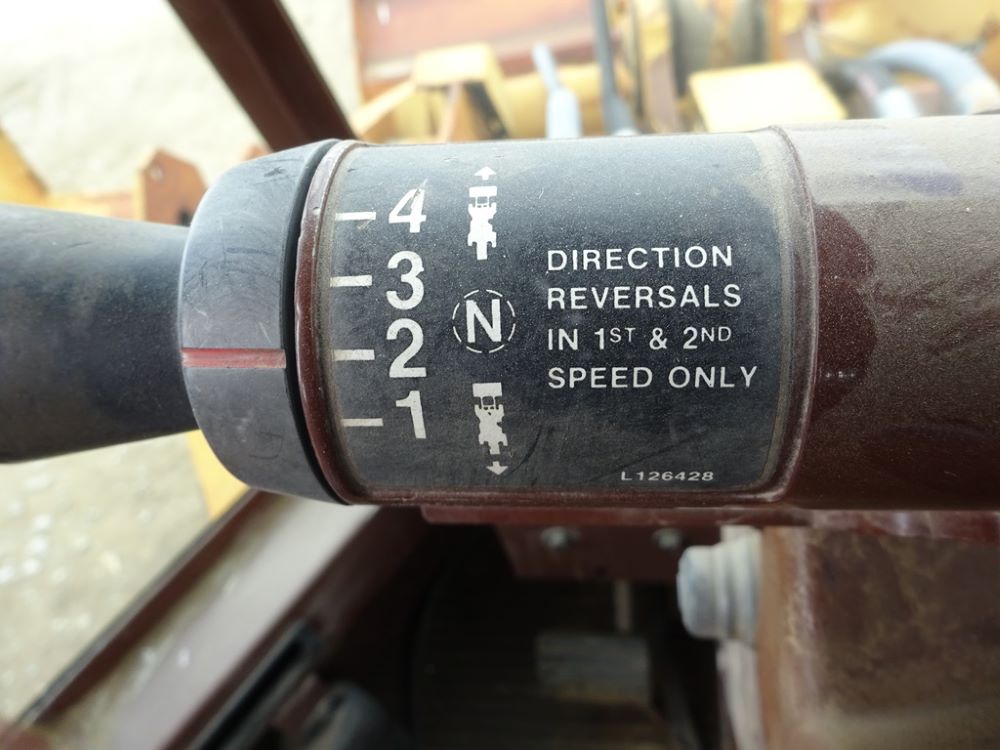 4
3
2
1
N
DIRECTION
REVERSALS
IN 1ST & 2ND
SPEED ONLY
L126428